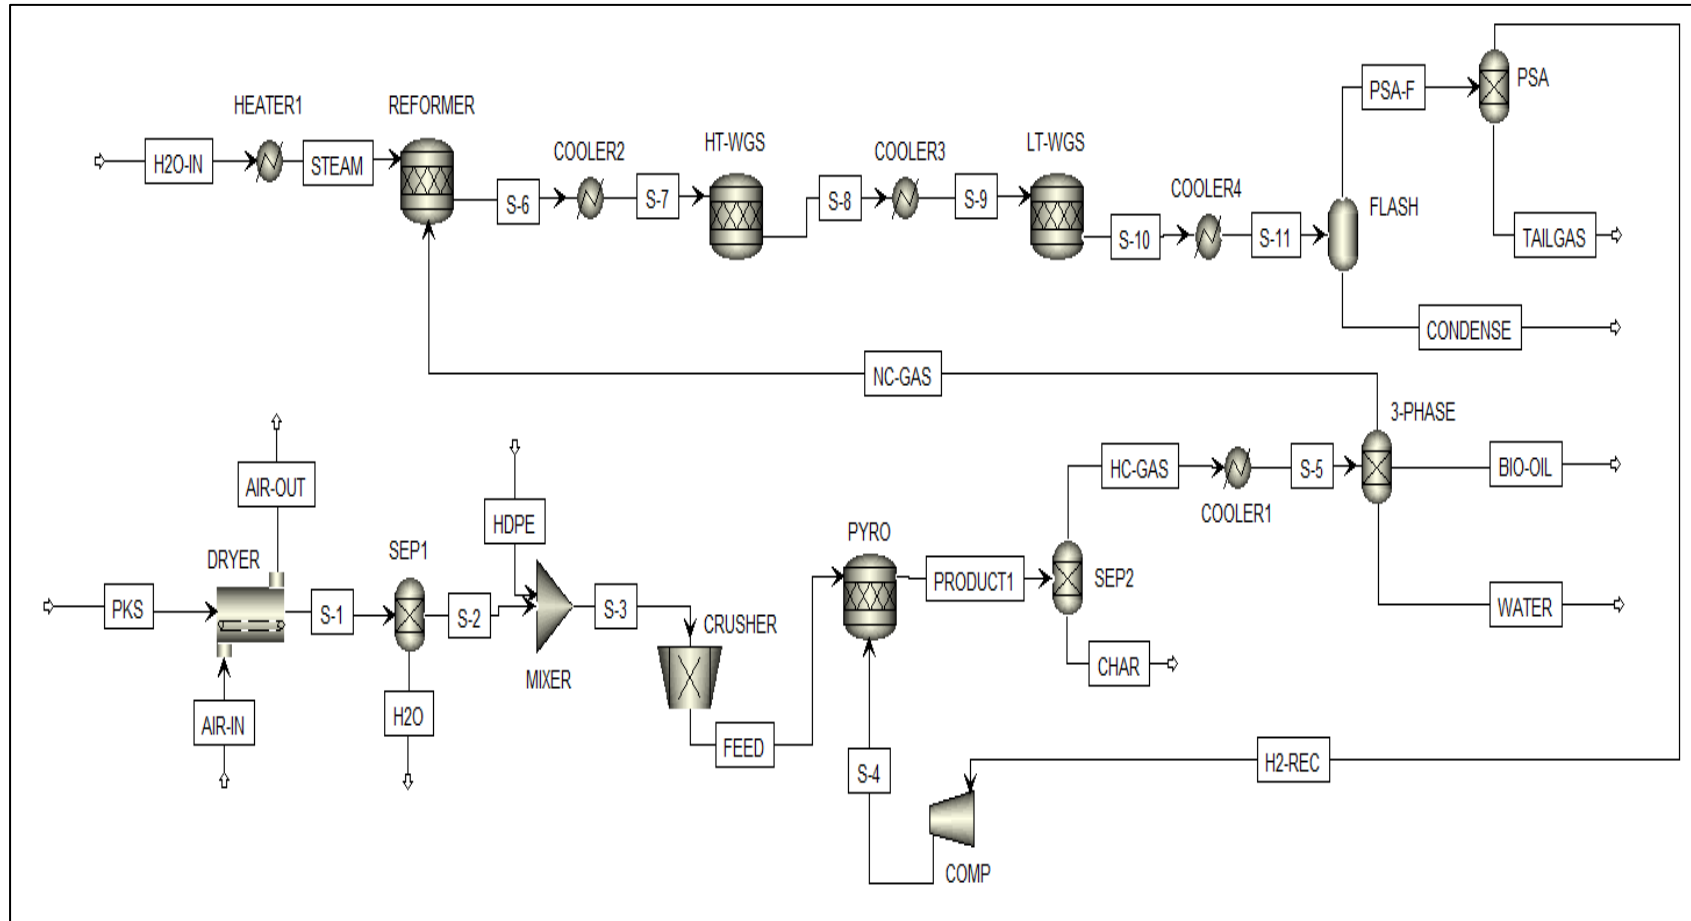 PSA
PSA-F
HEATER1
REFORMER
HT-WGS
LT-WGS
COOLER2
COOLER3
COOLER4
H2O-IN
STEAM
S-6
S-7
S-8
S-9
S-10
S-11
FLASH
TAILGAS
CONDENSE
NC-GAS
3-PHASE
AIR-OUT
HC-GAS
S-5
BIO-OIL
COOLER1
HDPE
PYRO
DRYER
SEP1
PRODUCT1
SEP2
PKS
S-1
S-2
S-3
WATER
CRUSHER
MIXER
CHAR
AIR-IN
H2O
FEED
S-4
H2-REC
COMP